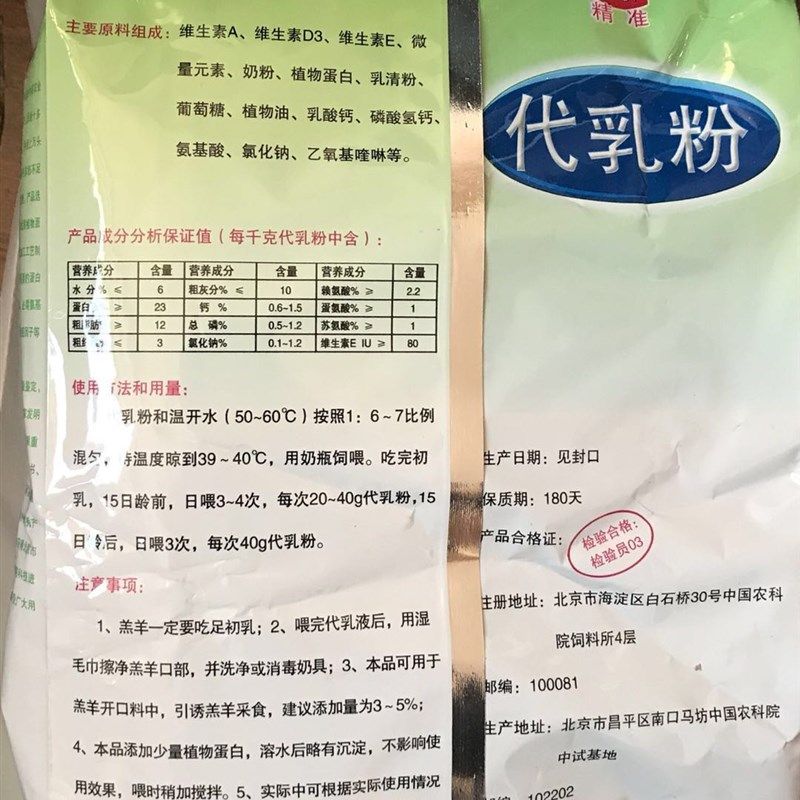 主要原料组成：维生素A、维生素D3、维生素E、微
量元素、奶粉、植物蛋白、乳清粉、
葡萄糖、植物油、乳酸钙、磷酸氢钙、
氨基酸、氯化钠、乙氧基喹啉等。
产品成分分析保证值（每千克代乳粉中含）：
营养成分 含量 营养成分 含量 营养成分 含量
水 分% ≤ 6 粗灰分% ≤ 10 赖氨酸% ≥ 2.2
蛋白 ≥ 23 钙 % 0.6~1.5 蛋氨酸% ≥ 1
粗 ≥ 12 总 磷% 0.5~1.2 苏氨酸% ≥ 1
粗 ≤ 3 氯化钠% 0.1~1.2 维生素E IU ≥ 80
使用方法和用量：
乳粉和温开水（50~60℃）按照1：6~7比例
混匀，待温度晾到39~40℃，用奶瓶饲喂。吃完初
乳，15日龄前，日喂3~4次，每次20~40g代乳粉,15
日龄后，日喂3次，每次40g代乳粉。
注意事项：
1、羔羊一定要吃足初乳；2、喂完代乳液后，用湿
毛巾擦净羔羊口部，并洗净或消毒奶具；3、本品可用于
羔羊开口料中，引诱羔羊采食，建议添加量为3~5%；
4、本品添加少量植物蛋白，溶水后略有沉淀，不影响使
用效果，喂时稍加搅拌。5、实际中可根据实际使用情况
精准
代乳粉
生产日期：见封口
保质期：180天
产品合格证：
检验合格：
检验员03
注册地址：北京市海淀区白石桥30号中国农科
院饲料所4层
邮编：100081
生产地址：北京市昌平区南口马坊中国农科院
中试基地
邮编：102202